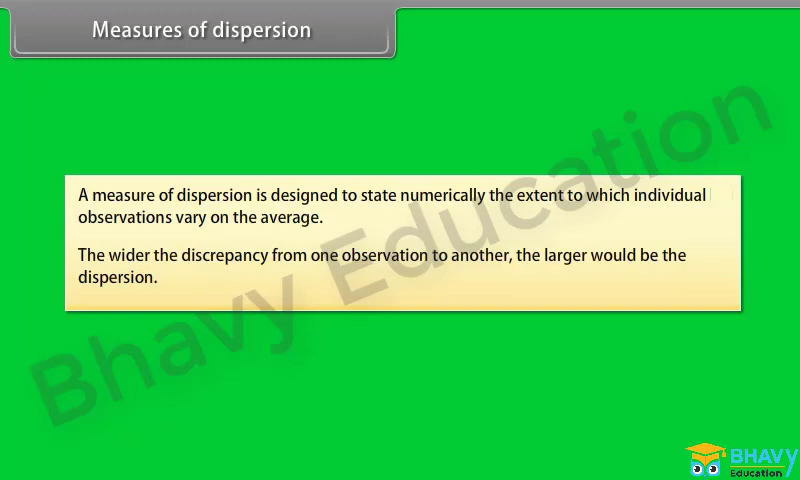 Measures of dispersion
A measure of dispersion is designed to state numerically the extent to which individual
observations vary on the average.
The wider the discrepancy from one observation to another, the larger would be the
dispersion.
Bhavy Education
BHAVY
Education